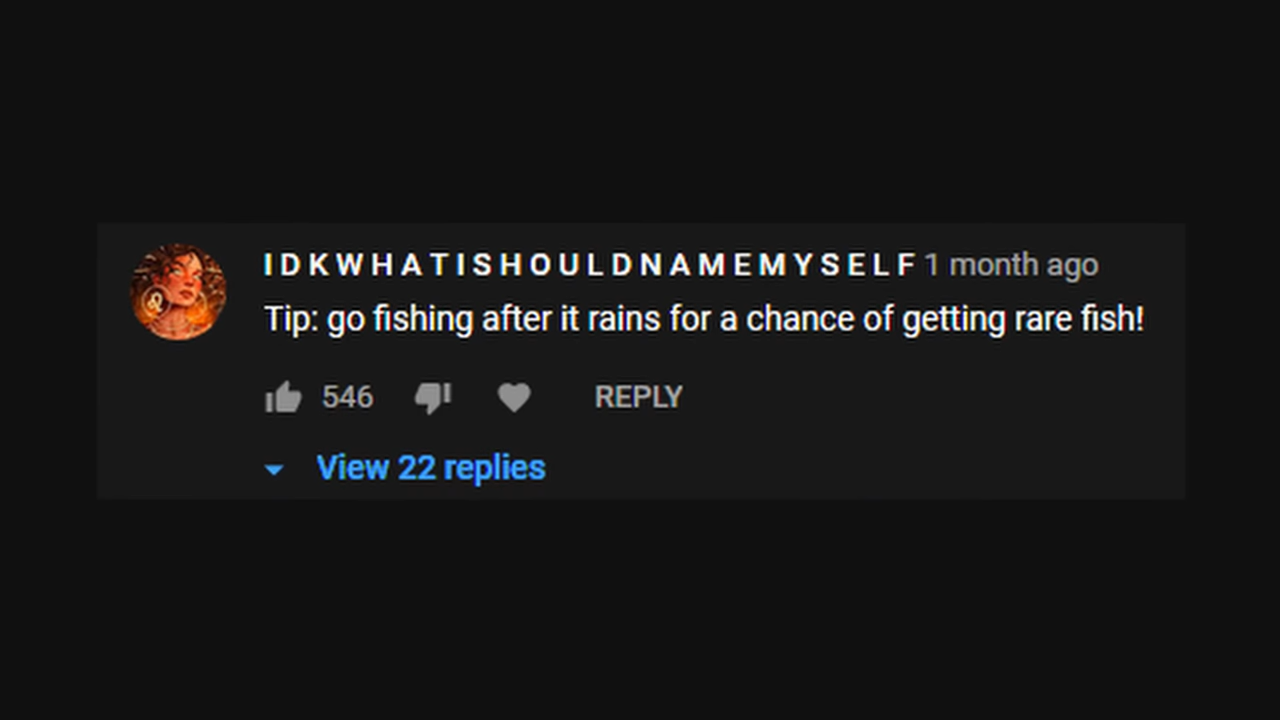 I D K W H A T I S H O U L D N A M E M Y S E L F 1 month ago
Tip: go fishing after it rains for a chance of getting rare fish!
546 REPLY
View 22 replies